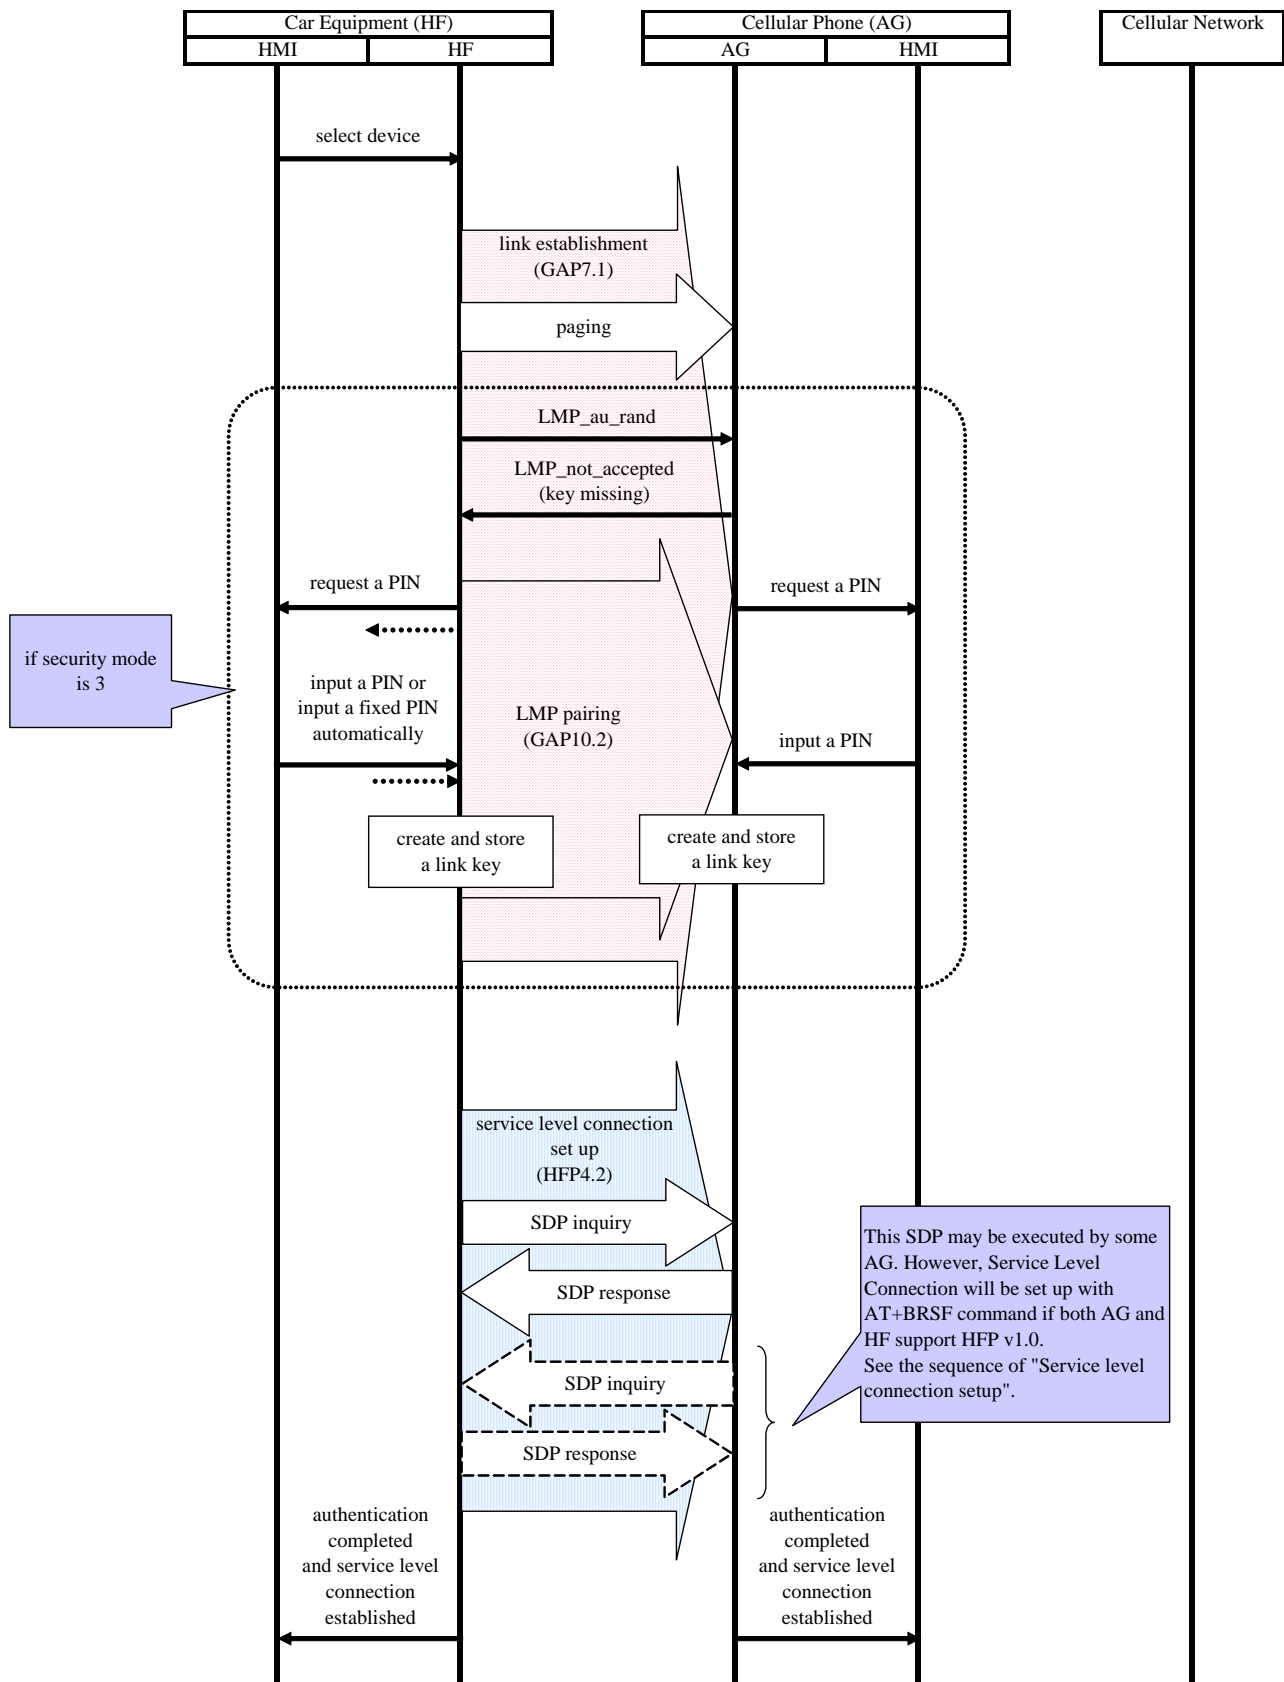 Car Equipment (HF)
Cellular Phone (AG)
Cellular Network
HMI
HF
AG
HMI
select device
link establishment
(GAP7.1)
paging
LMP_au_rand
LMP_not_accepted
(key missing)
request a PIN
request a PIN
if security mode
is 3
input a PIN or
input a fixed PIN
automatically
LMP pairing
(GAP10.2)
input a PIN
create and store
a link key
create and store
a link key
service level connection
set up
(HFP4.2)
SDP inquiry
SDP response
SDP inquiry
SDP response
This SDP may be executed by some
AG. However, Service Level
Connection will be set up with
AT+BRSF command if both AG and
HF support HFP v1.0.
See the sequence of "Service level
connection setup".
authentication
completed
and service level
connection
established
authentication
completed
and service level
connection
established